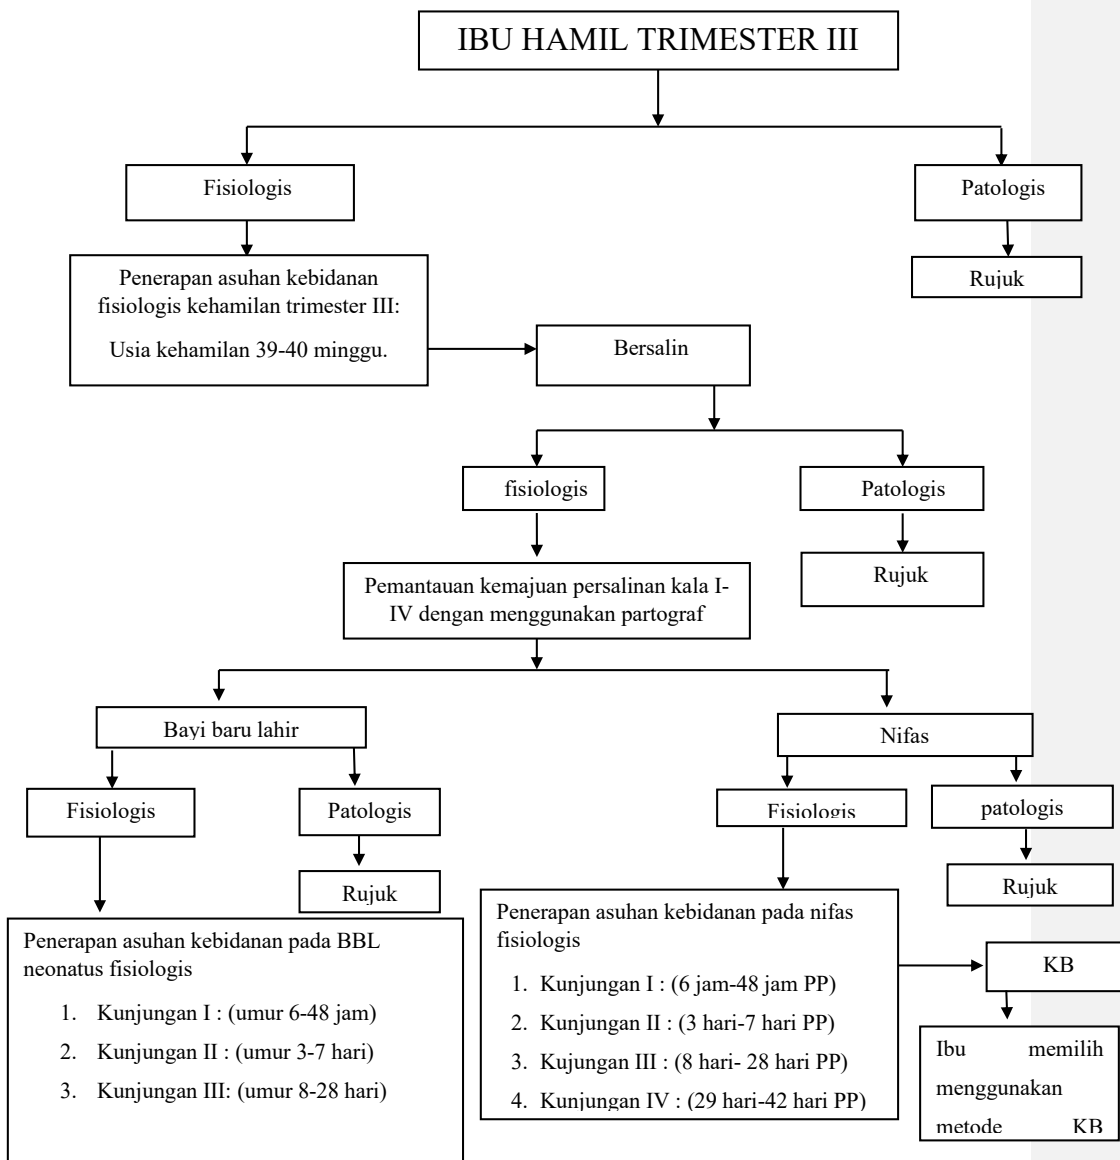 IBU HAMIL TRIMESTER III
Fisiologis
Patologis
Rujuk
Penerapan asuhan kebidanan
fisiologis kehamilan trimester III:
Usia kehamilan 39-40 minggu.
Bersalin
fisiologis
Patologis
Rujuk
Pemantauan kemajuan persalinan kala I-
IV dengan menggunakan partograf
Bayi baru lahir
Nifas
Fisiologis
Patologis
Fisiologis
patologis
Rujuk
Rujuk
Penerapan asuhan kebidanan pada BBL
neonatus fisiologis
1. Kunjungan I : (umur 6-48 jam)
2. Kunjungan II : (umur 3-7 hari)
3. Kunjungan III: (umur 8-28 hari)
Penerapan asuhan kebidanan pada nifas
fisiologis
1. Kunjungan I : (6 jam-48 jam PP)
2. Kunjungan II : (3 hari-7 hari PP)
3. Kujungan III : (8 hari- 28 hari PP)
4. Kunjungan IV : (29 hari-42 hari PP)
KB
Ibu memilih
menggunakan
metode KB